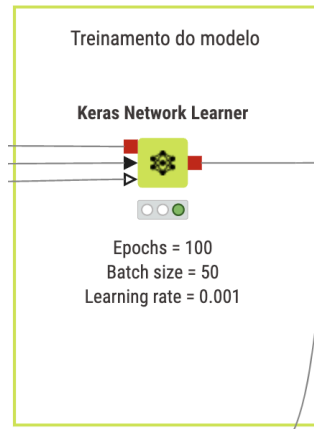 Treinamento do modelo
Keras Network Learner
Epochs = 100
Batch size = 50
Learning rate = 0.001